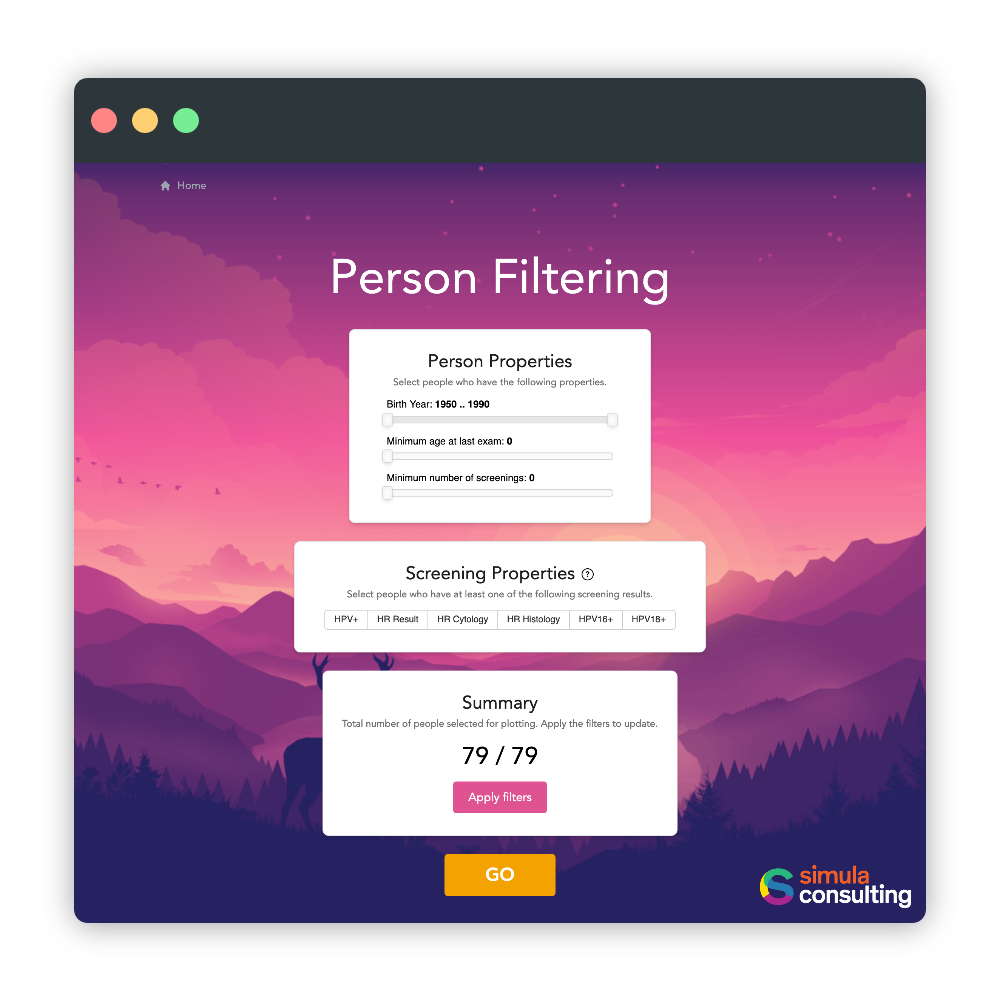 Home
Person Filtering
Person Properties
Select people who have the following properties.
Birth Year: 1950 .. 1990
Minimum age at last exam: 0
Minimum number of screenings: 0
Screening Properties ?
Select people who have at least one of the following screening results.
HPV+ HR Result HR Cytology HR Histology HPV16+ HPV18+
Summary
Total number of people selected for plotting. Apply the filters to update.
79 / 79
Apply filters
GO
simula
consulting